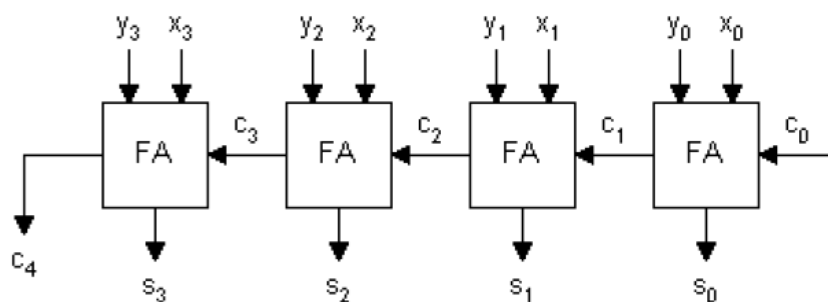 y₃ x₃ y₂ x₂ y₁ x₁ y₀ x₀
c₃ c₂ c₁ c₀
FA FA FA FA
c₄
s₃ s₂ s₁ s₀